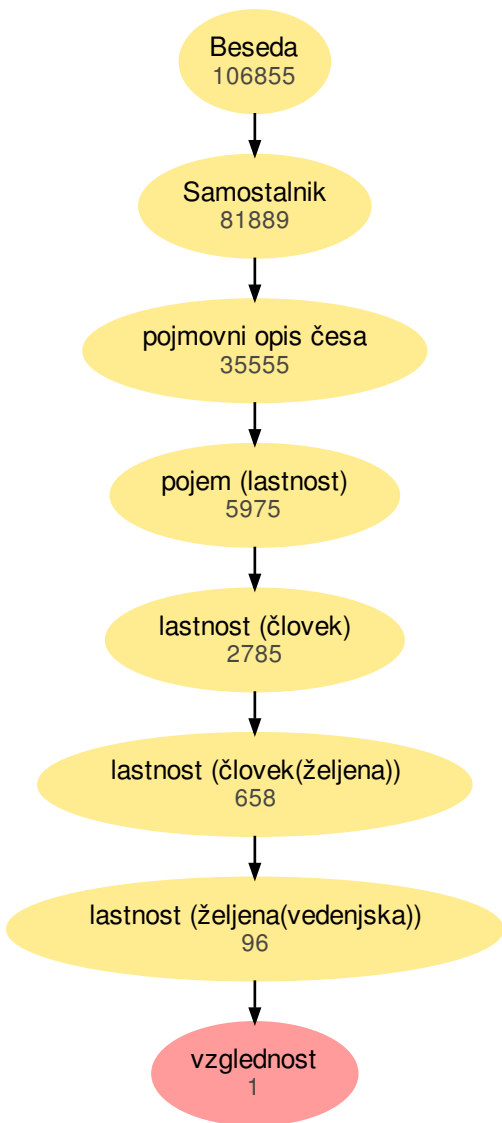 Beseda
106855
Samostalnik
81889
pojmovni opis česa
35555
pojem (lastnost)
5975
lastnost (človek)
2785
lastnost (človek(željena))
658
lastnost (željena(vedenjska))
96
vzglednost
1